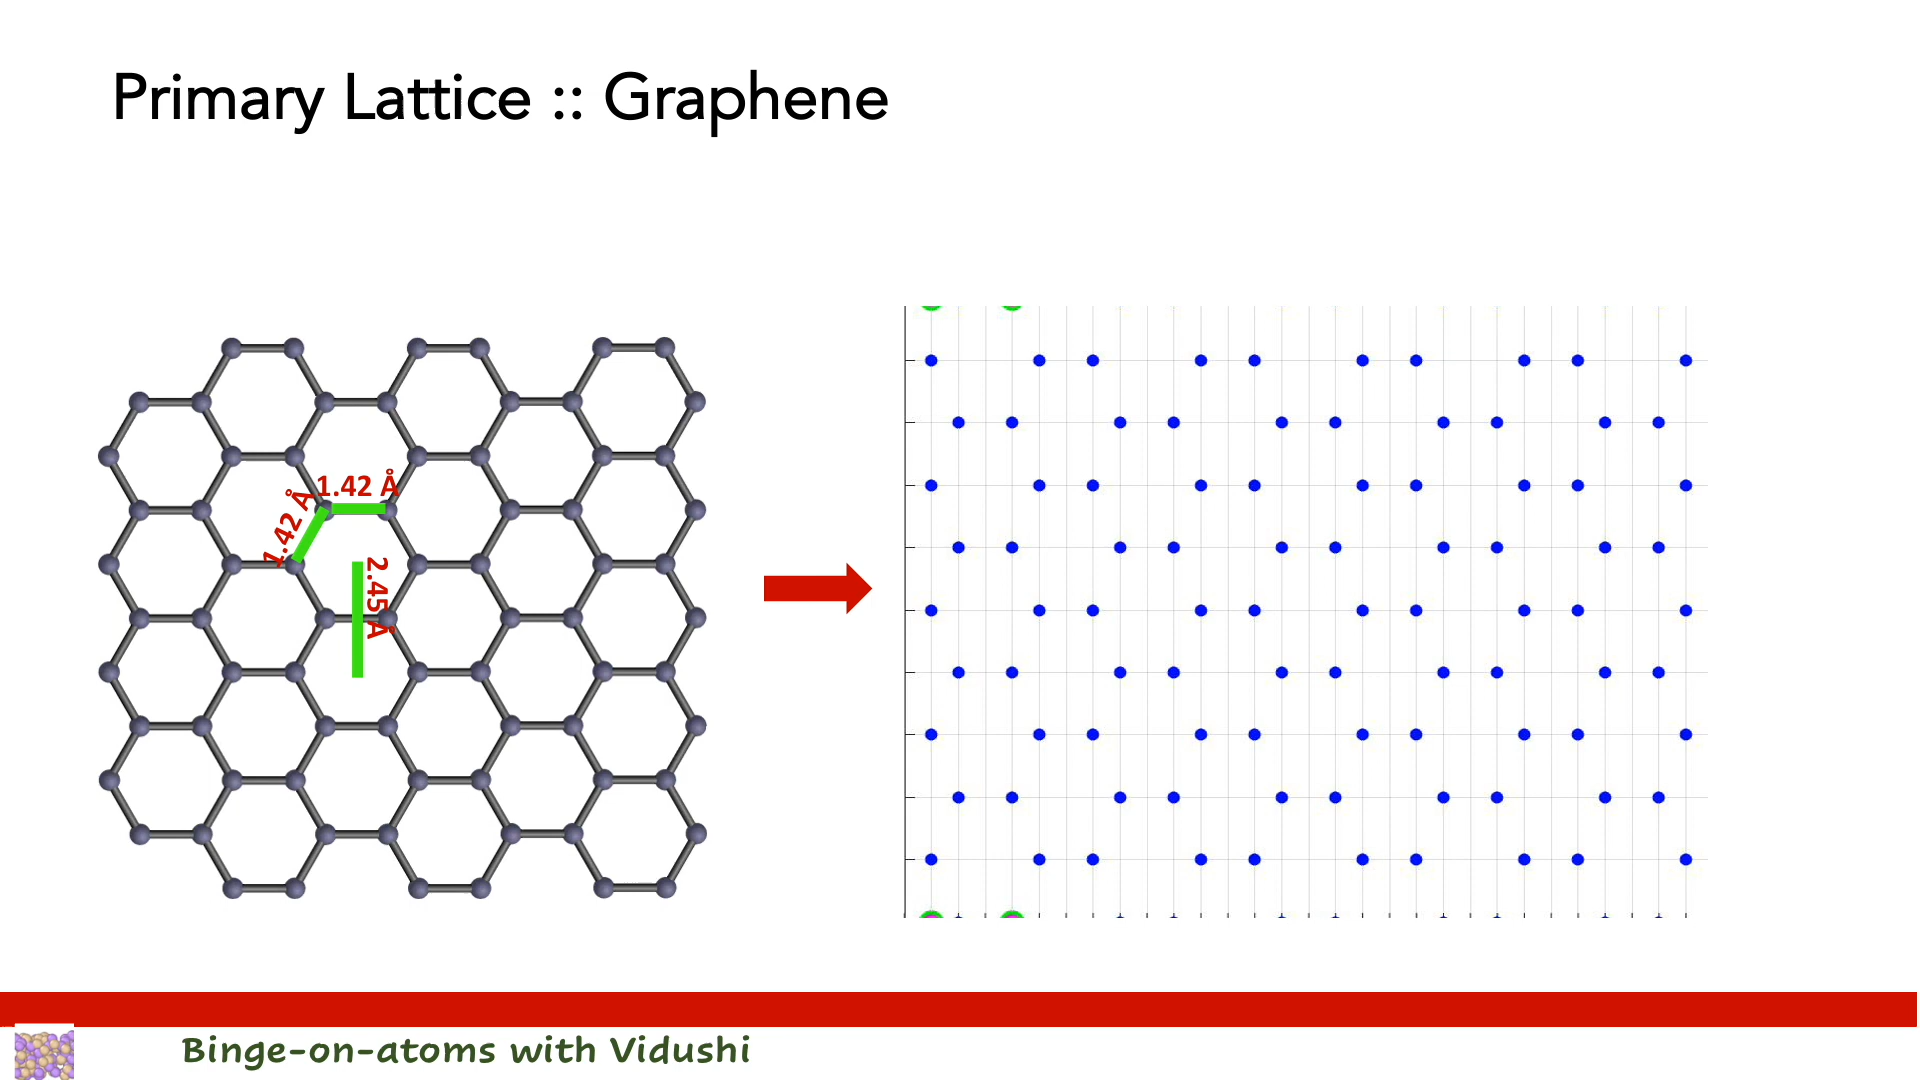 Primary Lattice :: Graphene
1.42 Å
1.42 Å
2.45 Å
Binge-on-atoms with Vidushi